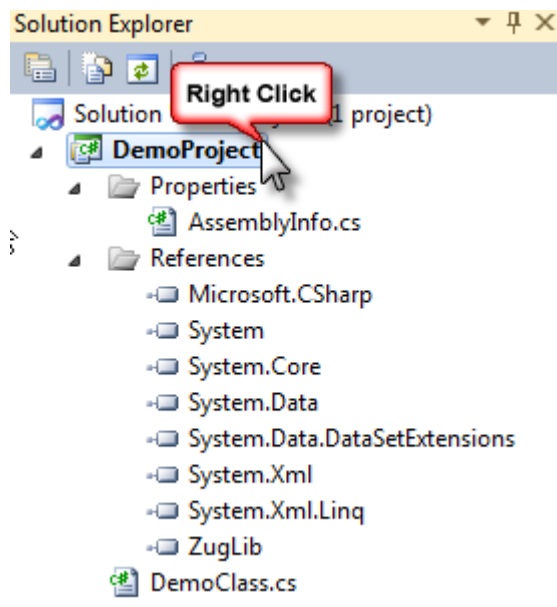 Solution Explorer
Right Click
Solution (1 project)
DemoProject
Properties
AssemblyInfo.cs
References
Microsoft.CSharp
System
System.Core
System.Data
System.Data.DataSetExtensions
System.Xml
System.Xml.Linq
ZugLib
DemoClass.cs